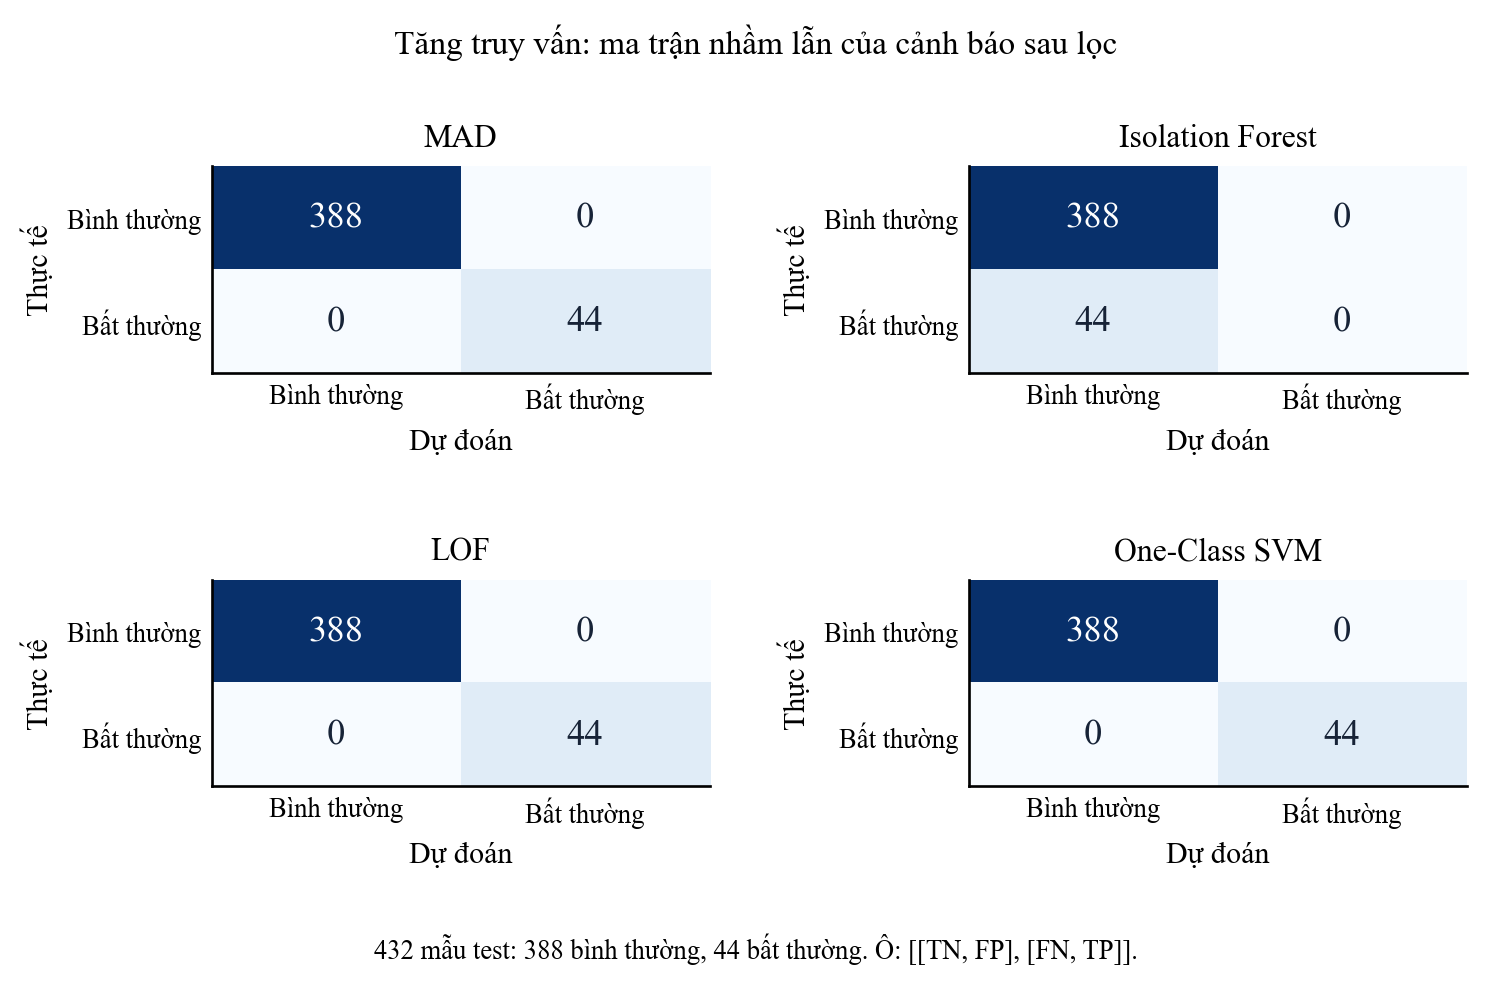 Tăng truy vấn: ma trận nhầm lẫn của cảnh báo sau lọc
MAD
Thực tế
Bình thường
388
0
Bất thường
0
44
Bình thường
Bất thường
Dự đoán
Isolation Forest
Thực tế
Bình thường
388
0
Bất thường
44
0
Bình thường
Bất thường
Dự đoán
LOF
Thực tế
Bình thường
388
0
Bất thường
0
44
Bình thường
Bất thường
Dự đoán
One-Class SVM
Thực tế
Bình thường
388
0
Bất thường
0
44
Bình thường
Bất thường
Dự đoán
432 mẫu test: 388 bình thường, 44 bất thường. Ô: [[TN, FP], [FN, TP]].